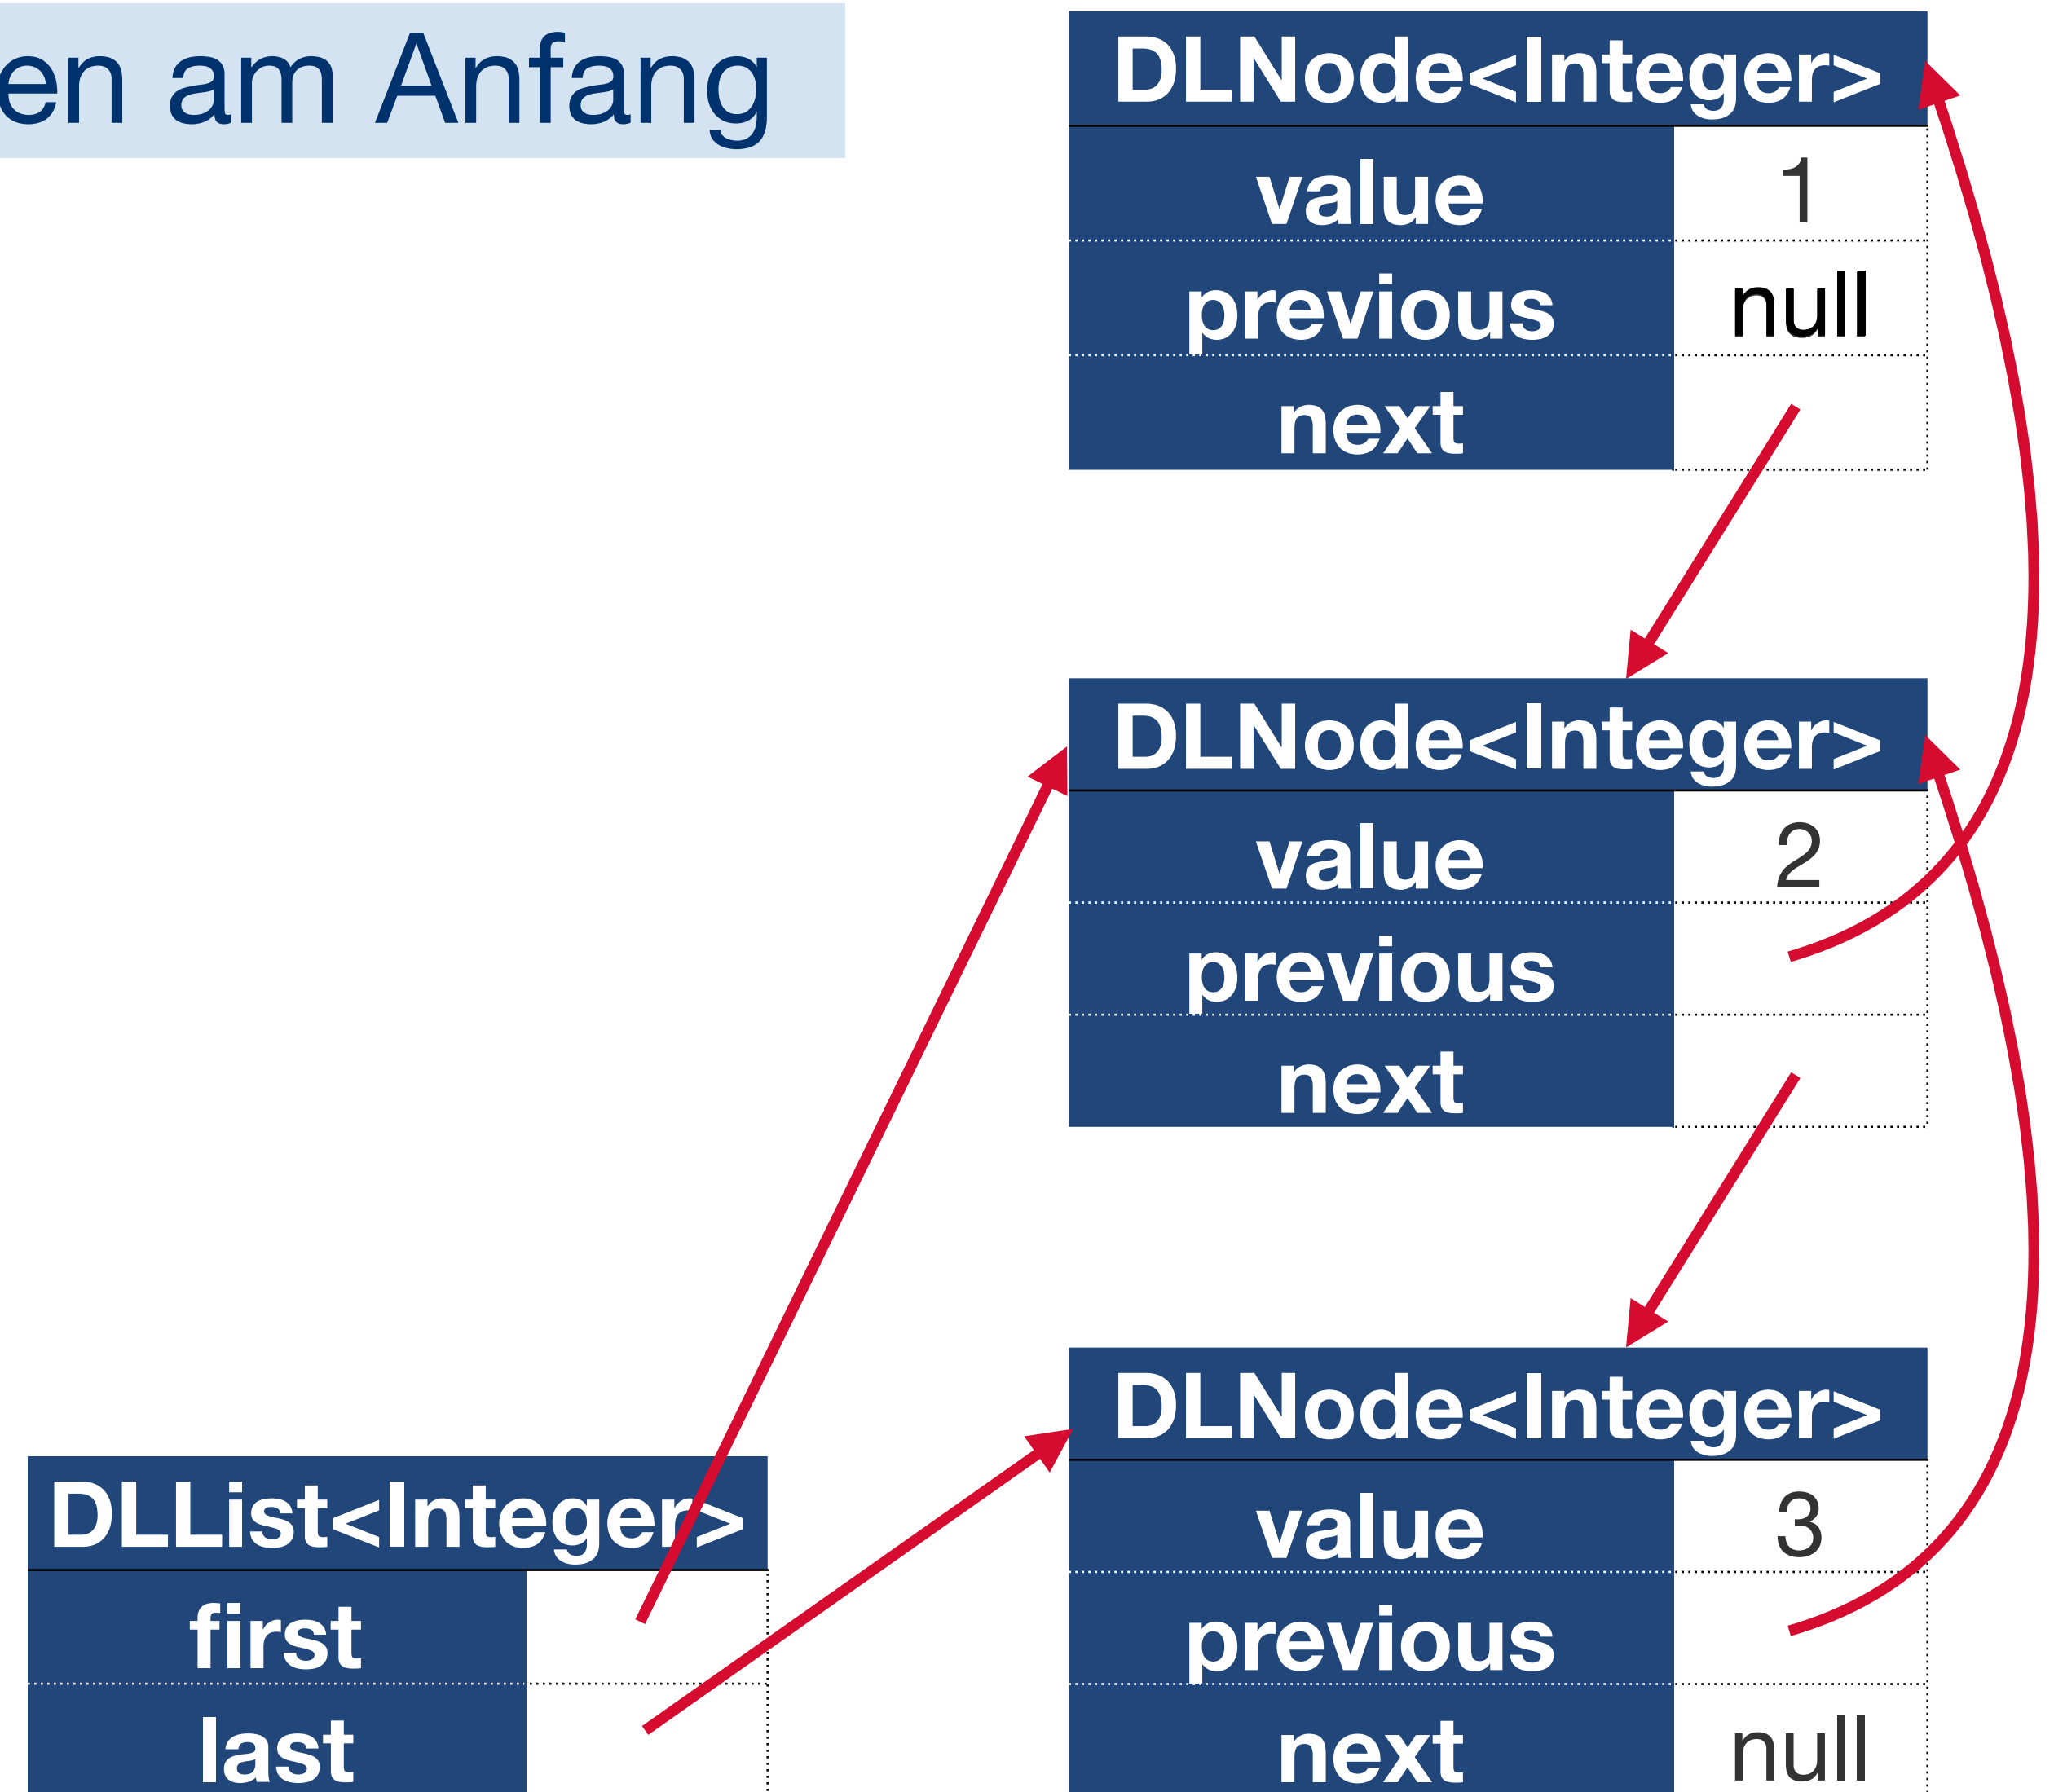 en am Anfang
DLNode<Integer>
value 1
previous null
next
DLNode<Integer>
value 2
previous
next
DLList<Integer>
first
last
DLNode<Integer>
value 3
previous
next null